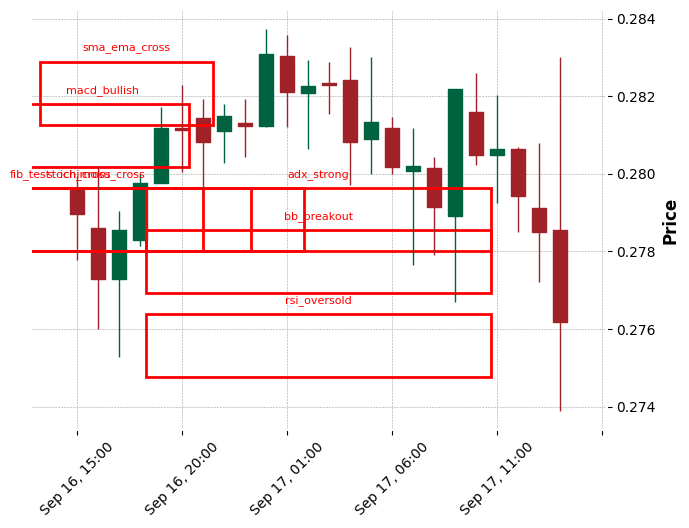 0.284
sma_ema_cross
macd_bullish
0.282
fib_test
stoch_cross
ichimoku_cross
adx_strong
0.280
bb_breakout
0.278
rsi_oversold
0.276
0.274
Price
Sep 16, 15:00
Sep 16, 20:00
Sep 17, 01:00
Sep 17, 06:00
Sep 17, 11:00